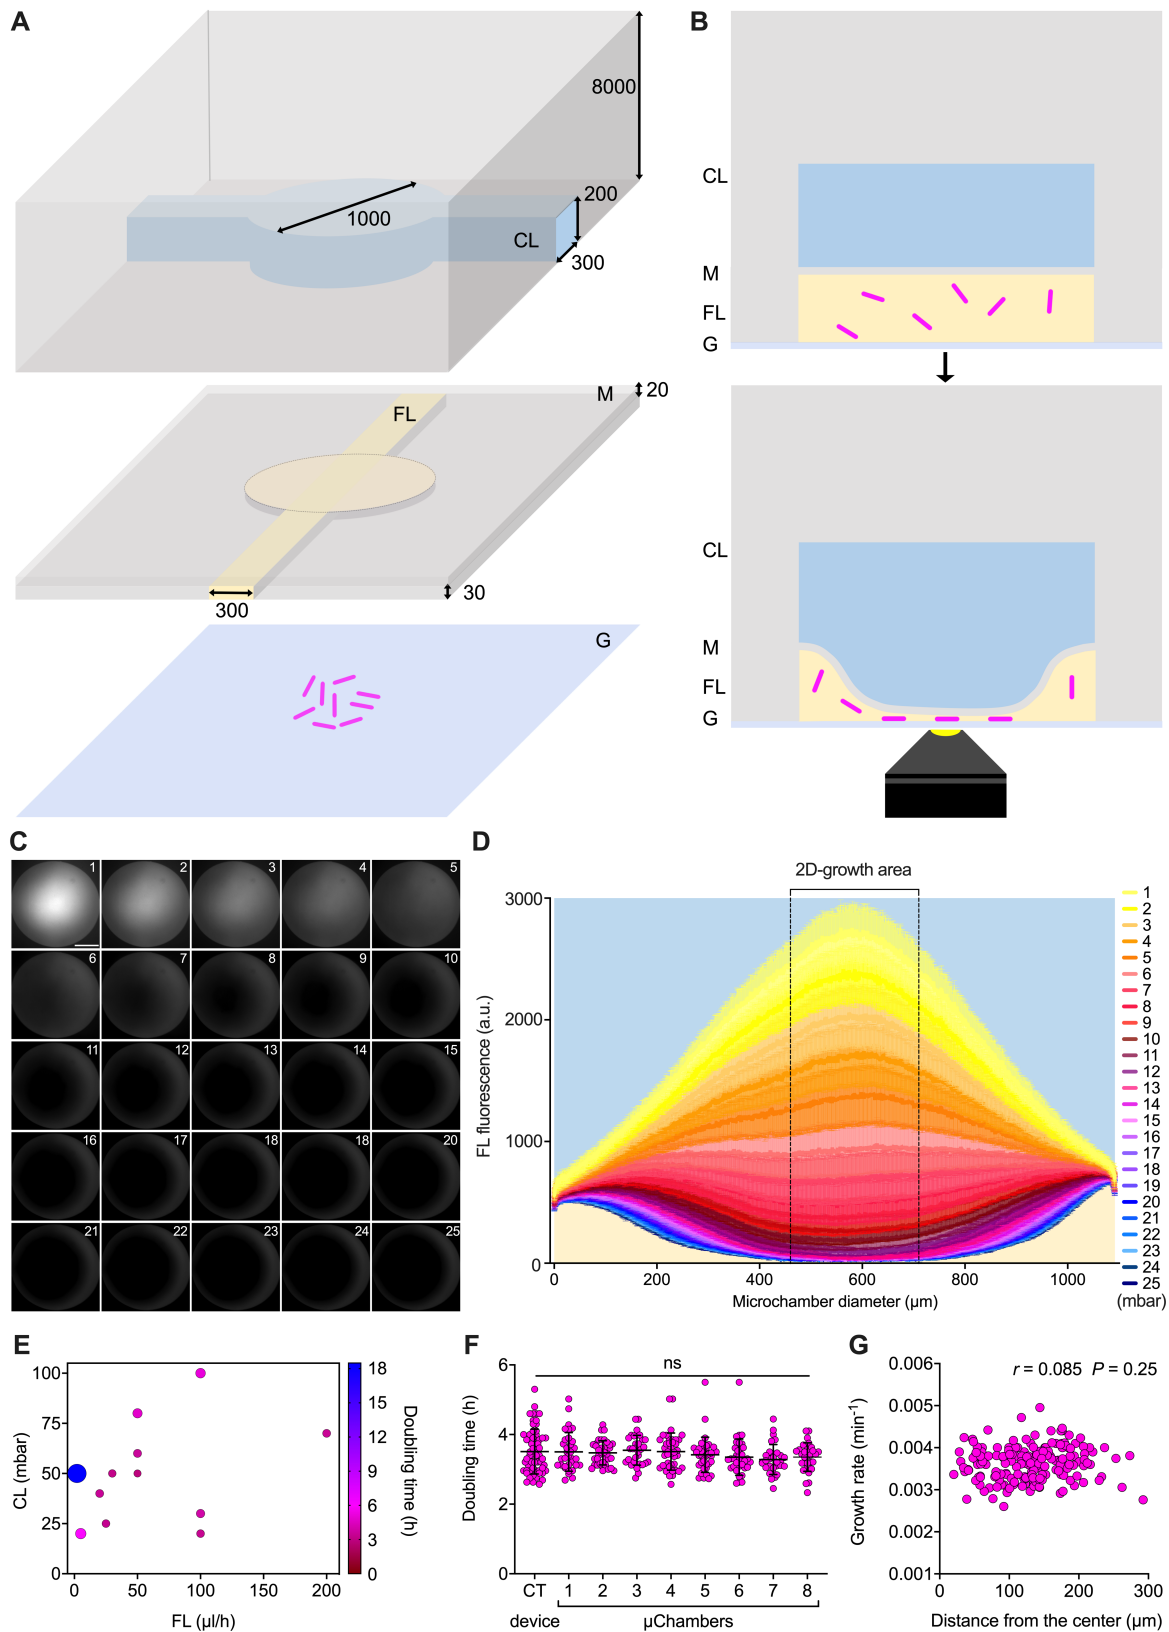 A
8000
200
1000
CL
300
M
20
FL
30
300
G
B
CL
M
FL
G
CL
M
FL
G
C
1 2 3 4 5
6 7 8 9 10
11 12 13 14 15
16 17 18 18 20
21 22 23 24 25
D
2D-growth area
FL fluorescence (a.u.)
3000
2000
1000
0
0 200 400 600 800 1000
Microchamber diameter (µm)
1
2
3
4
5
6
7
8
9
10
11
12
13
14
15
16
17
18
19
20
21
22
23
24
25
(mbar)
E
CL (mbar)
100
75
50
25
0
0 50 100 150 200
FL (µl/h)
18
15
12
9
6
3
0
Doubling time (h)
F
ns
Doubling time (h)
6
4
2
0
CT 1 2 3 4 5 6 7 8
device µChambers
G
r = 0.085 P = 0.25
Growth rate (min⁻¹)
0.006
0.005
0.004
0.003
0.002
0.001
0 100 200 300
Distance from the center (µm)